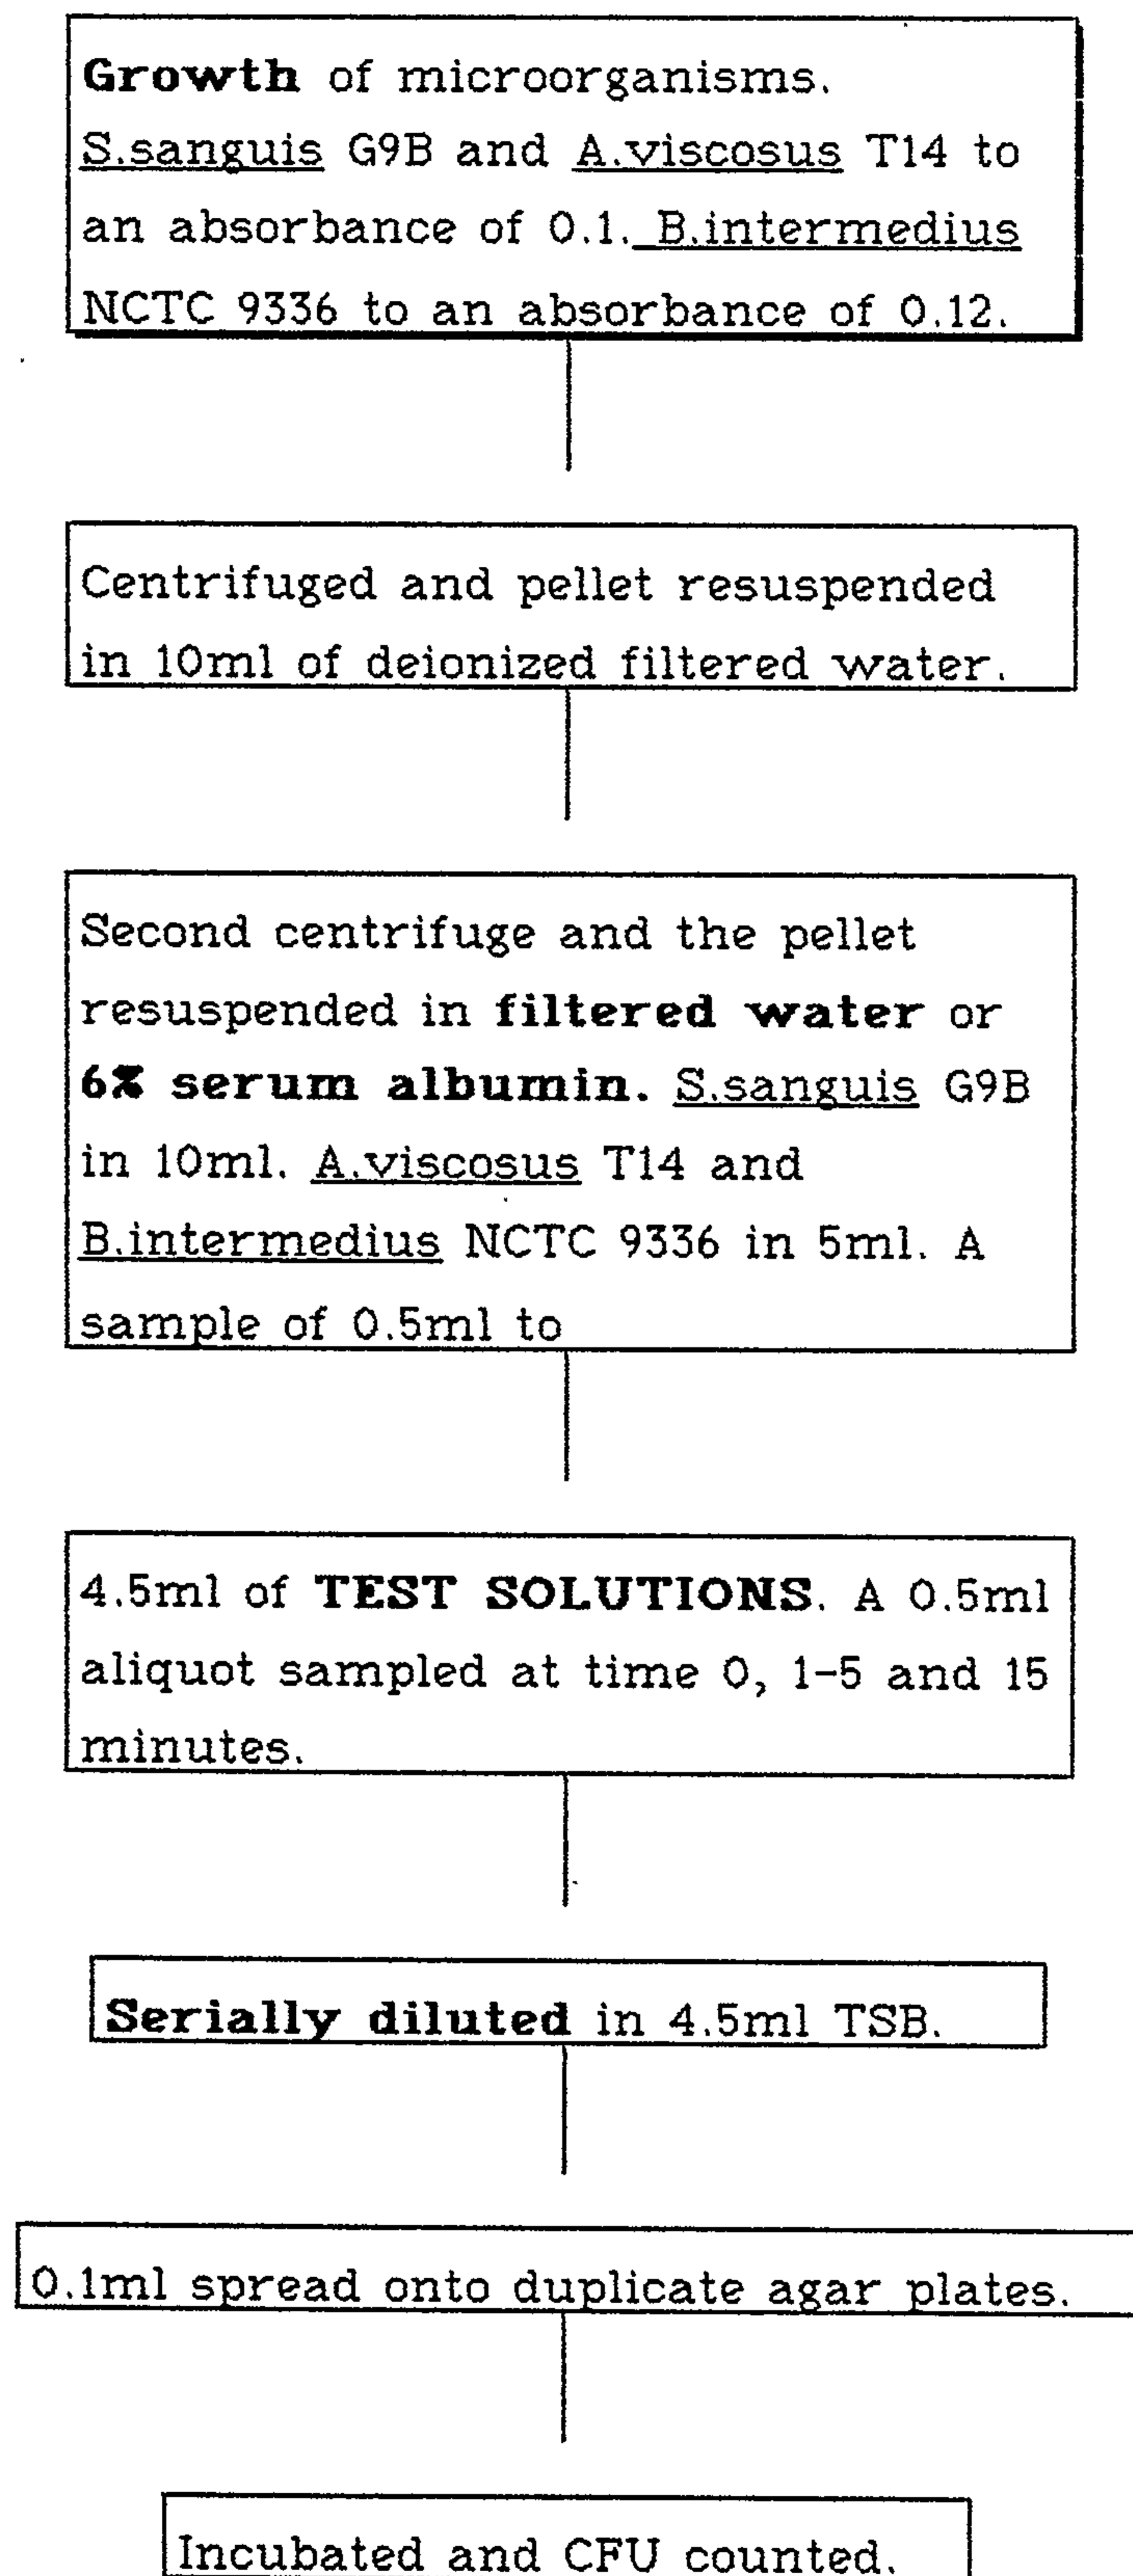 Growth of microorganisms.
S.sanguis G9B and A.viscosus T14 to
an absorbance of 0.1. B.intermedius
NCTC 9336 to an absorbance of 0.12.
Centrifuged and pellet resuspended
in 10ml of deionized filtered water.
Second centrifuge and the pellet
resuspended in filtered water or
6% serum albumin. S.sanguis G9B
in 10ml. A.viscosus T14 and
B.intermedius NCTC 9336 in 5ml. A
sample of 0.5ml to
4.5ml of TEST SOLUTIONS. A 0.5ml
aliquot sampled at time 0, 1-5 and 15
minutes.
Serially diluted in 4.5ml TSB.
0.1ml spread onto duplicate agar plates.
Incubated and CFU counted.